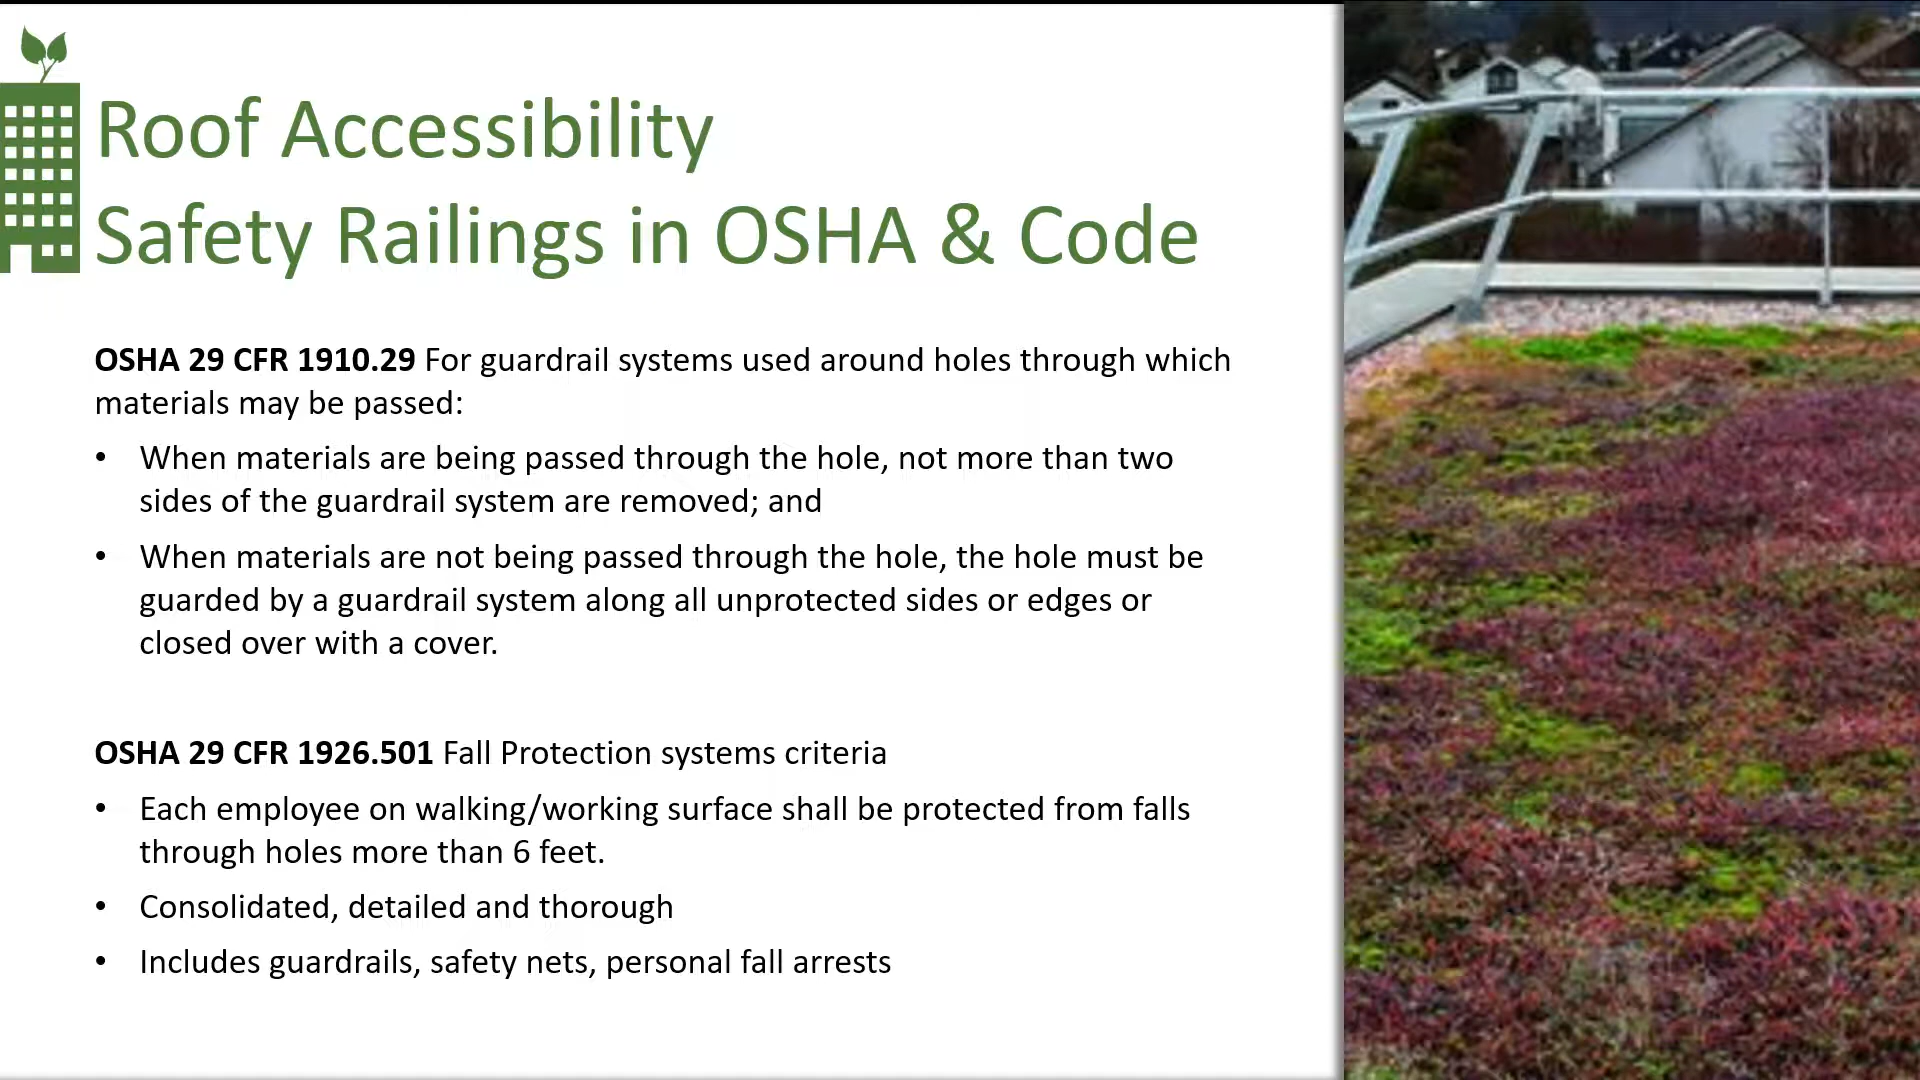 Roof Accessibility
Safety Railings in OSHA & Code
OSHA 29 CFR 1910.29 For guardrail systems used around holes through which
materials may be passed:
• When materials are being passed through the hole, not more than two
sides of the guardrail system are removed; and
• When materials are not being passed through the hole, the hole must be
guarded by a guardrail system along all unprotected sides or edges or
closed over with a cover.
OSHA 29 CFR 1926.501 Fall Protection systems criteria
• Each employee on walking/working surface shall be protected from falls
through holes more than 6 feet.
• Consolidated, detailed and thorough
• Includes guardrails, safety nets, personal fall arrests